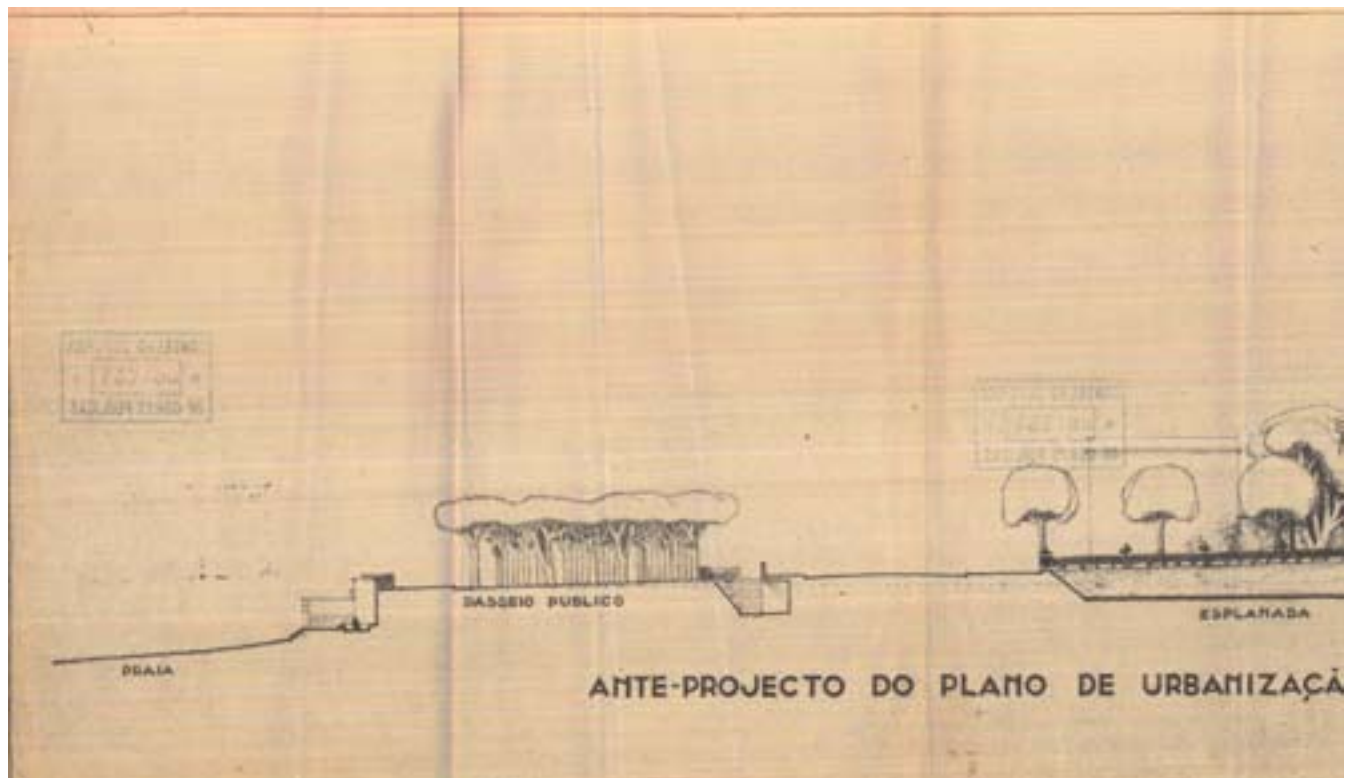 PASSEIO PUBLICO
ESPLANADA
PRAIA
ANTE-PROJECTO DO PLANO DE URBANIZAÇÃ